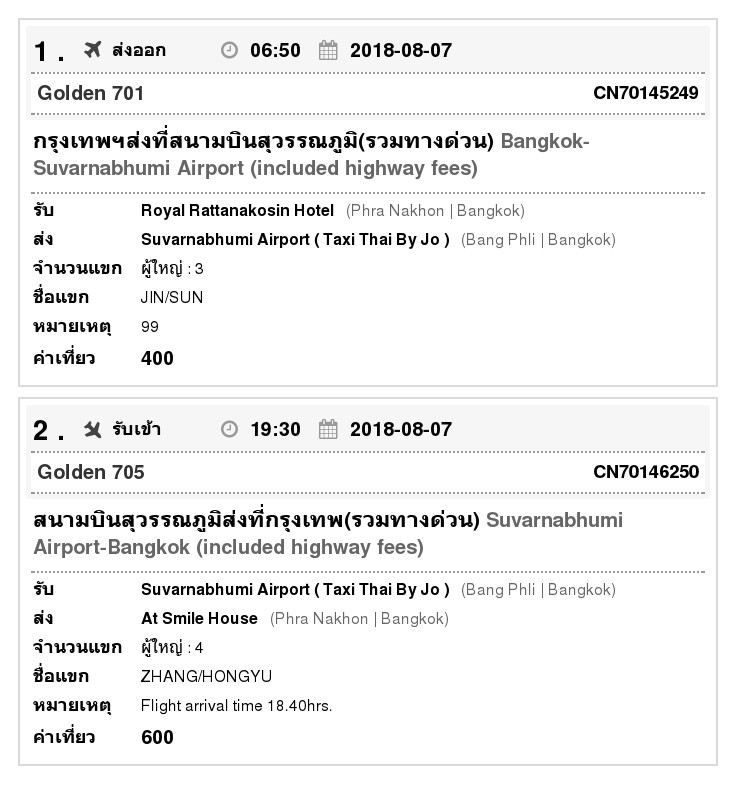 1 . ส่งออก 06:50 2018-08-07
Golden 701 CN70145249
กรุงเทพฯส่งที่สนามบินสุวรรณภูมิ(รวมทางด่วน) Bangkok-
Suvarnabhumi Airport (included highway fees)
รับ Royal Rattanakosin Hotel (Phra Nakhon | Bangkok)
ส่ง Suvarnabhumi Airport ( Taxi Thai By Jo ) (Bang Phli | Bangkok)
จำนวนแขก ผู้ใหญ่ : 3
ชื่อแขก JIN/SUN
หมายเหตุ 99
ค่าเที่ยว 400
2 . รับเข้า 19:30 2018-08-07
Golden 705 CN70146250
สนามบินสุวรรณภูมิส่งที่กรุงเทพ(รวมทางด่วน) Suvarnabhumi
Airport-Bangkok (included highway fees)
รับ Suvarnabhumi Airport ( Taxi Thai By Jo ) (Bang Phli | Bangkok)
ส่ง At Smile House (Phra Nakhon | Bangkok)
จำนวนแขก ผู้ใหญ่ : 4
ชื่อแขก ZHANG/HONGYU
หมายเหตุ Flight arrival time 18.40hrs.
ค่าเที่ยว 600